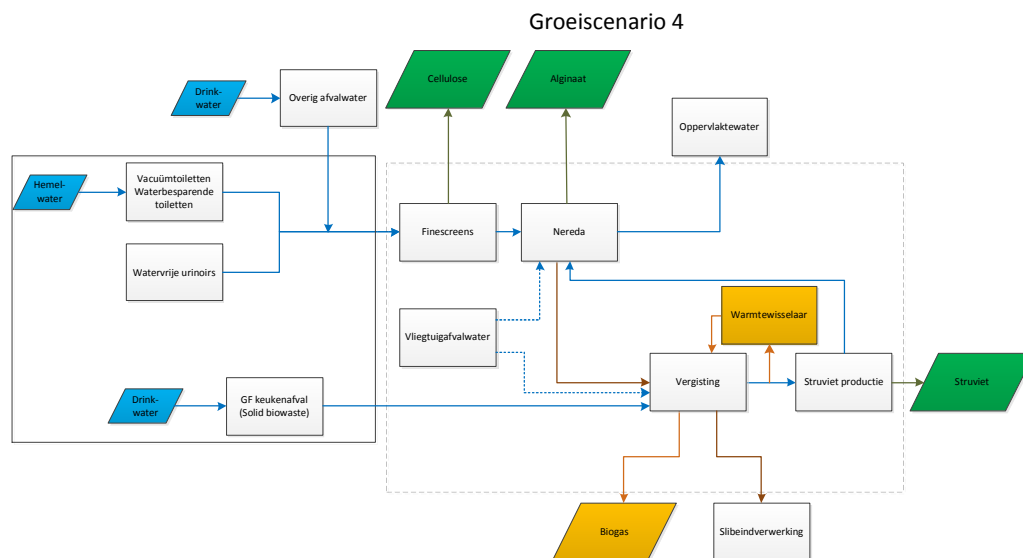 Groeiscenario 4
Cellulose
Alginaat
Drink-
water
Overig afvalwater
Oppervlaktewater
Hemel-
water
Vacuümtoiletten
Waterbesparende
toiletten
Finescreens
Nereda
Watervrije urinoirs
Warmtewisselaar
Vliegtuigafvalwater
Vergisting
Struviet productie
Struviet
Drink-
water
GF keukenafval
(Solid biowaste)
Biogas
Slibeindverwerking